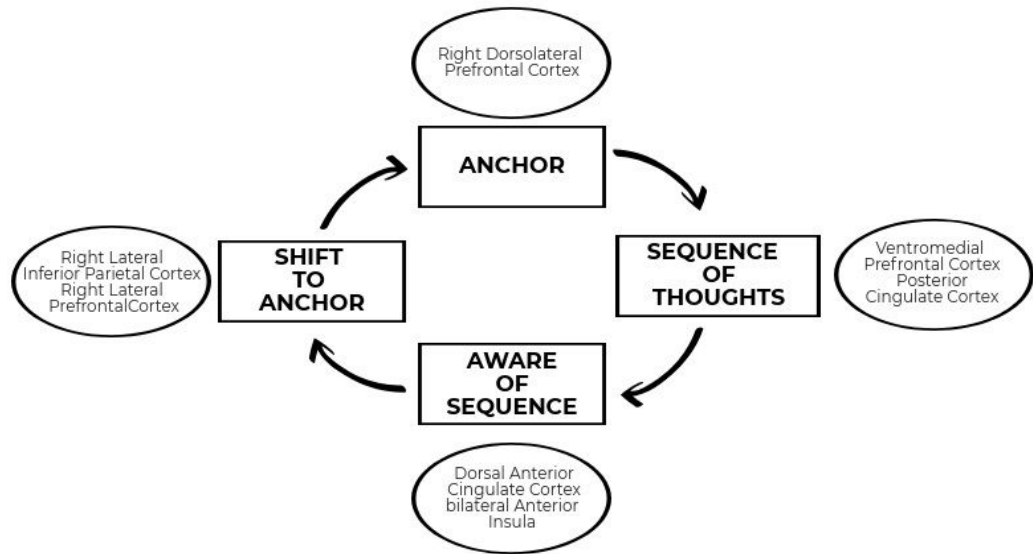 Right Dorsolateral
Prefrontal Cortex
ANCHOR
SEQUENCE
OF
THOUGHTS
Ventromedial
Prefrontal Cortex
Posterior
Cingulate Cortex
AWARE
OF
SEQUENCE
Dorsal Anterior
Cingulate Cortex
bilateral Anterior
Insula
SHIFT
TO
ANCHOR
Right Lateral
Inferior Parietal Cortex
Right Lateral
PrefrontalCortex